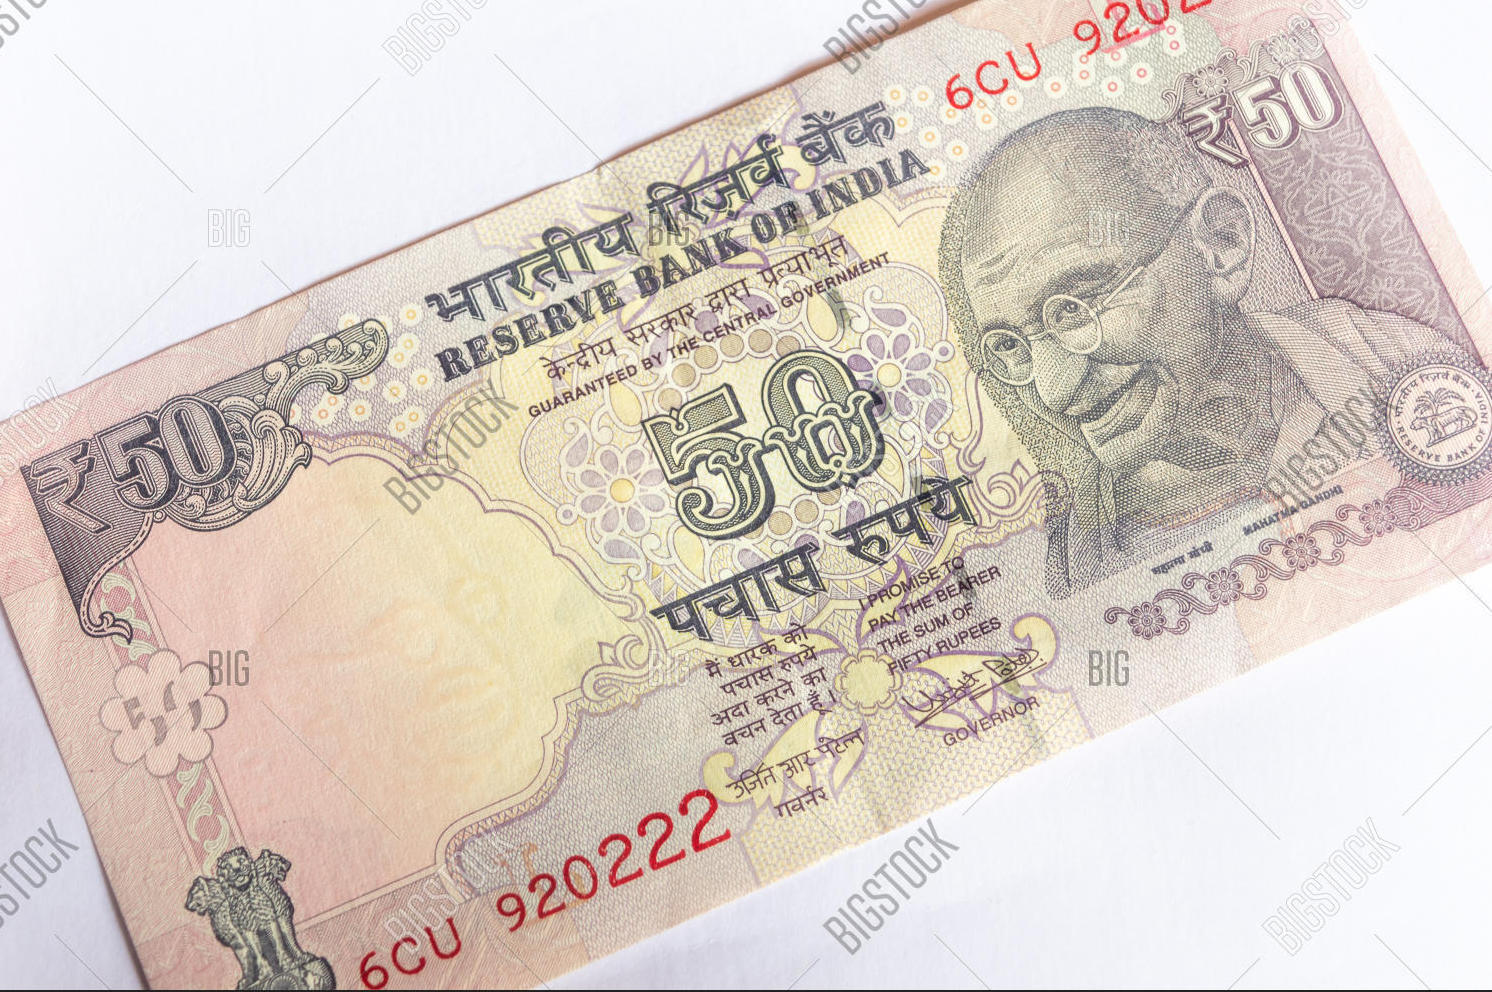 6CU 9202
₹50
भारतीय रिज़र्व बैंक
RESERVE BANK OF INDIA
केन्द्रीय सरकार द्वारा प्रत्याभूत
GUARANTEED BY THE CENTRAL GOVERNMENT
₹50
50
पचास रुपये
I PROMISE TO
PAY THE BEARER
THE SUM OF
FIFTY RUPEES
GOVERNOR
मैं धारक को
पचास रुपये
अदा करने का
वचन देता हूँ।
उर्जित आर. पटेल
गवर्नर
महात्मा गांधी
MAHATMA GANDHI
भारतीय रिज़र्व बैंक
RESERVE BANK OF INDIA
6CU 920222
BIG
BIG
BIG
BIG
BIG
BIGSTOCK
BIGSTOCK
BIGSTOCK
BIGSTOCK
BIGSTOCK
BIGSTOCK
BIGSTOCK
BIGSTOCK